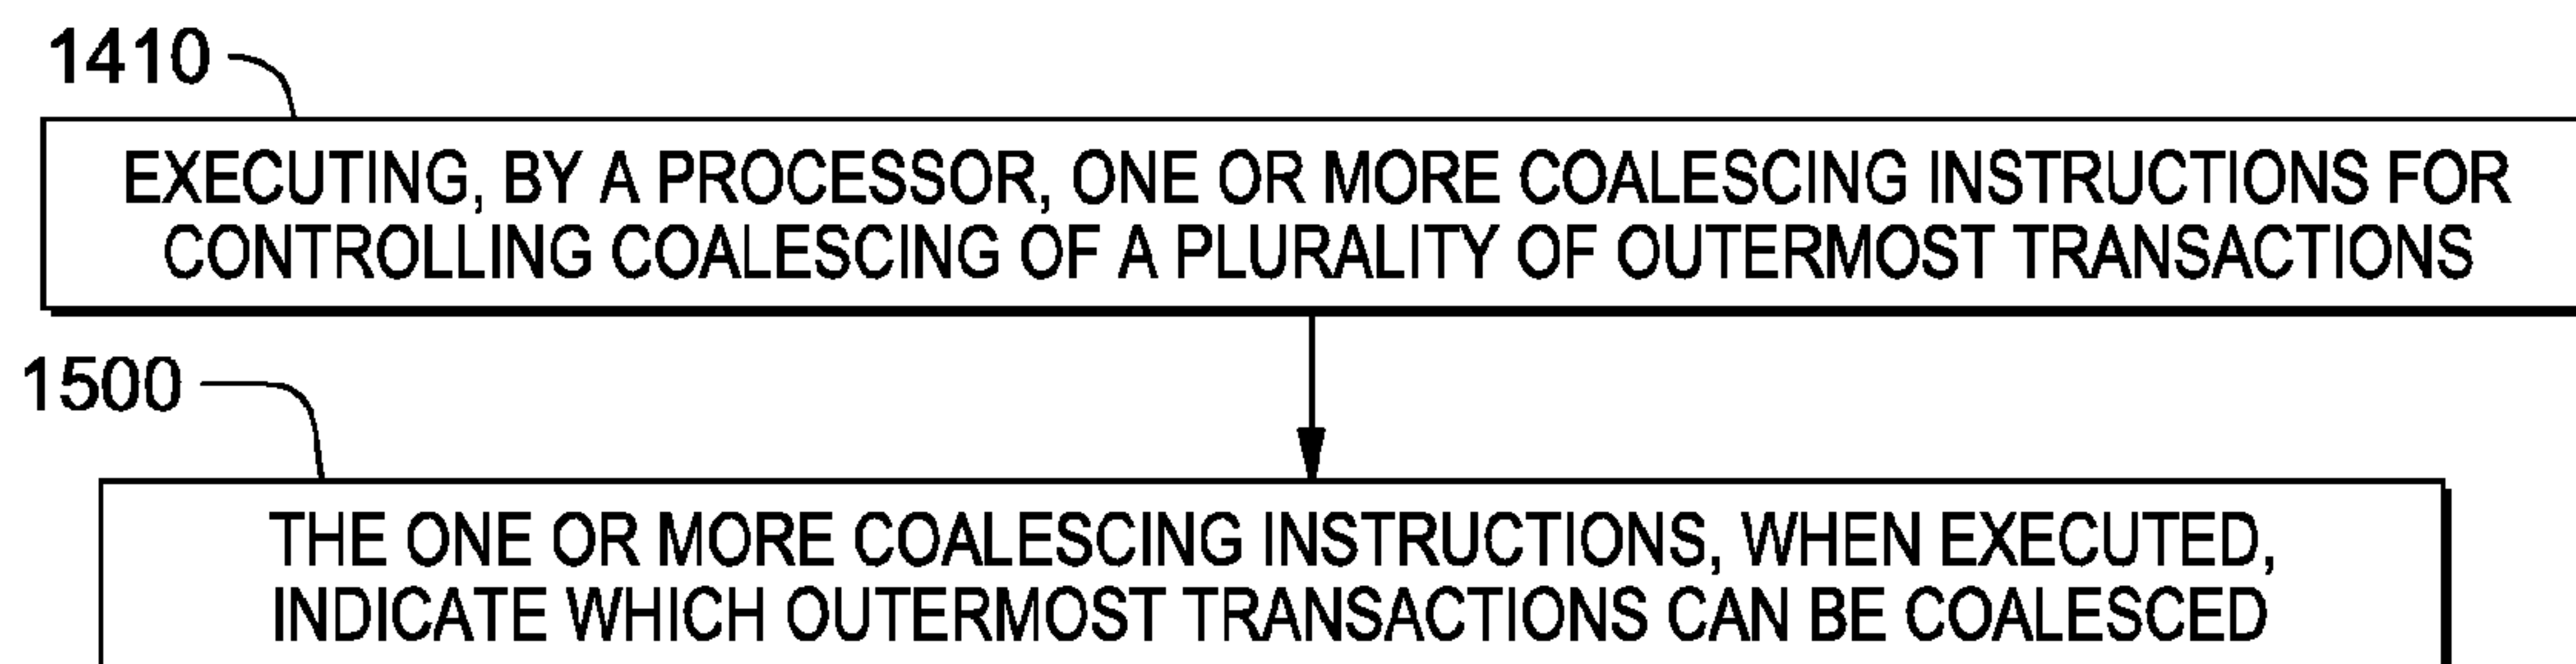 1410
EXECUTING, BY A PROCESSOR, ONE OR MORE COALESCING INSTRUCTIONS FOR
CONTROLLING COALESCING OF A PLURALITY OF OUTERMOST TRANSACTIONS
1500
THE ONE OR MORE COALESCING INSTRUCTIONS, WHEN EXECUTED,
INDICATE WHICH OUTERMOST TRANSACTIONS CAN BE COALESCED